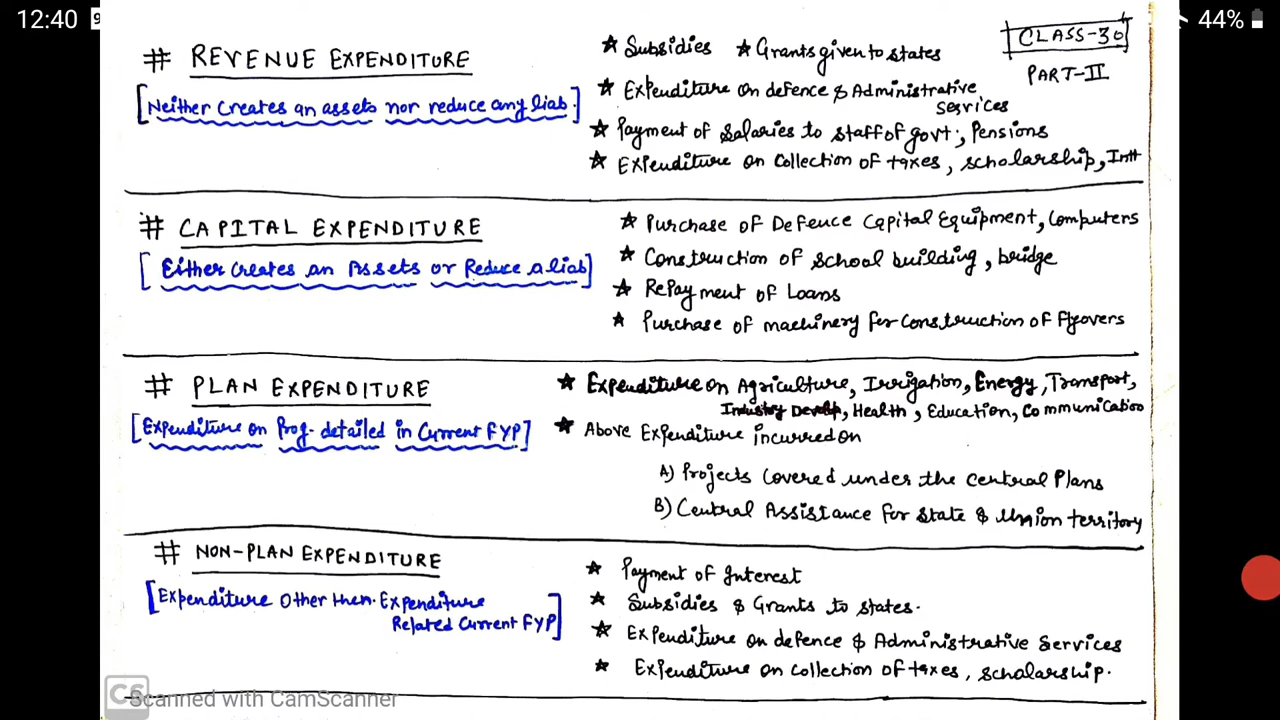 12:40
9
44%
CLASS-30
PART-II
# REVENUE EXPENDITURE
[Neither Creates an assets nor reduce any liab.]
★ Subsidies ★ Grants given to states
★ Expenditure on defence & Administrative
services
★ Payment of Salaries to staff of govt., Pensions
★ Expenditure on Collection of taxes, scholarship, Intt
# CAPITAL EXPENDITURE
[Either Creates an Assets or Reduce a liab]
★ Purchase of Defence Capital Equipment, Computers
★ Construction of school building, bridge
★ Repayment of Loans
★ Purchase of machinery for Construction of Flyovers
# PLAN EXPENDITURE
[Expenditure on Prog. detailed in Current FYP]
★ Expenditure on Agriculture, Irrigation, Energy, Transport,
Industry Develop, Health, Education, Communication
★ Above Expenditure incurred on
A) Projects Covered under the Central Plans
B) Central Assistance for State & Union territory
# NON-PLAN EXPENDITURE
[Expenditure Other then. Expenditure
Related Current FYP]
★ Payment of Interest
★ Subsidies & Grants to states.
★ Expenditure on defence & Administrative Services
★ Expenditure on collection of taxes, scholarship.
CS Scanned with CamScanner